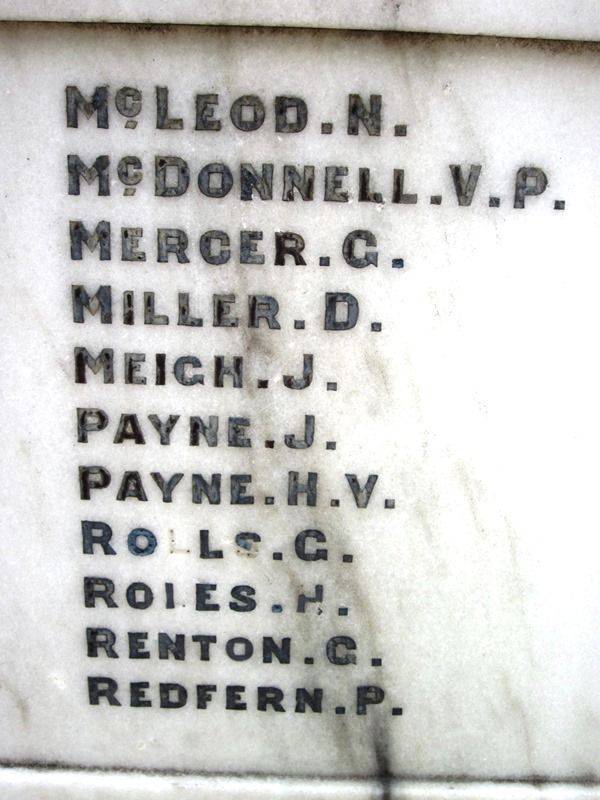 McLEOD.N.
McDONNELL.V.P.
MERCER.G.
MILLER.D.
MEIGH.J.
PAYNE.J.
PAYNE.H.V.
ROLLS.G.
ROLES.H.
RENTON.G.
REDFERN.P.